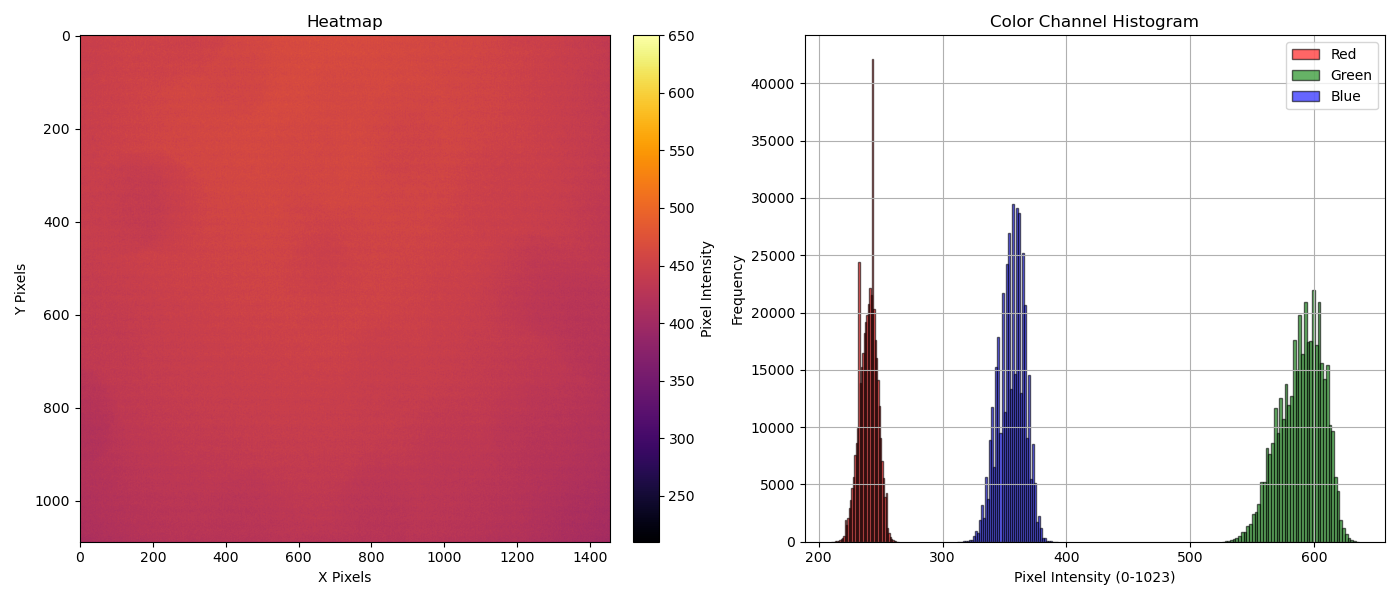 Heatmap
0
200
400
600
800
1000
Y Pixels
0 200 400 600 800 1000 1200 1400
X Pixels
650
600
550
500
450
400
350
300
250
Pixel Intensity
Color Channel Histogram
Red
Green
Blue
40000
35000
30000
25000
20000
15000
10000
5000
0
Frequency
200 300 400 500 600
Pixel Intensity (0-1023)